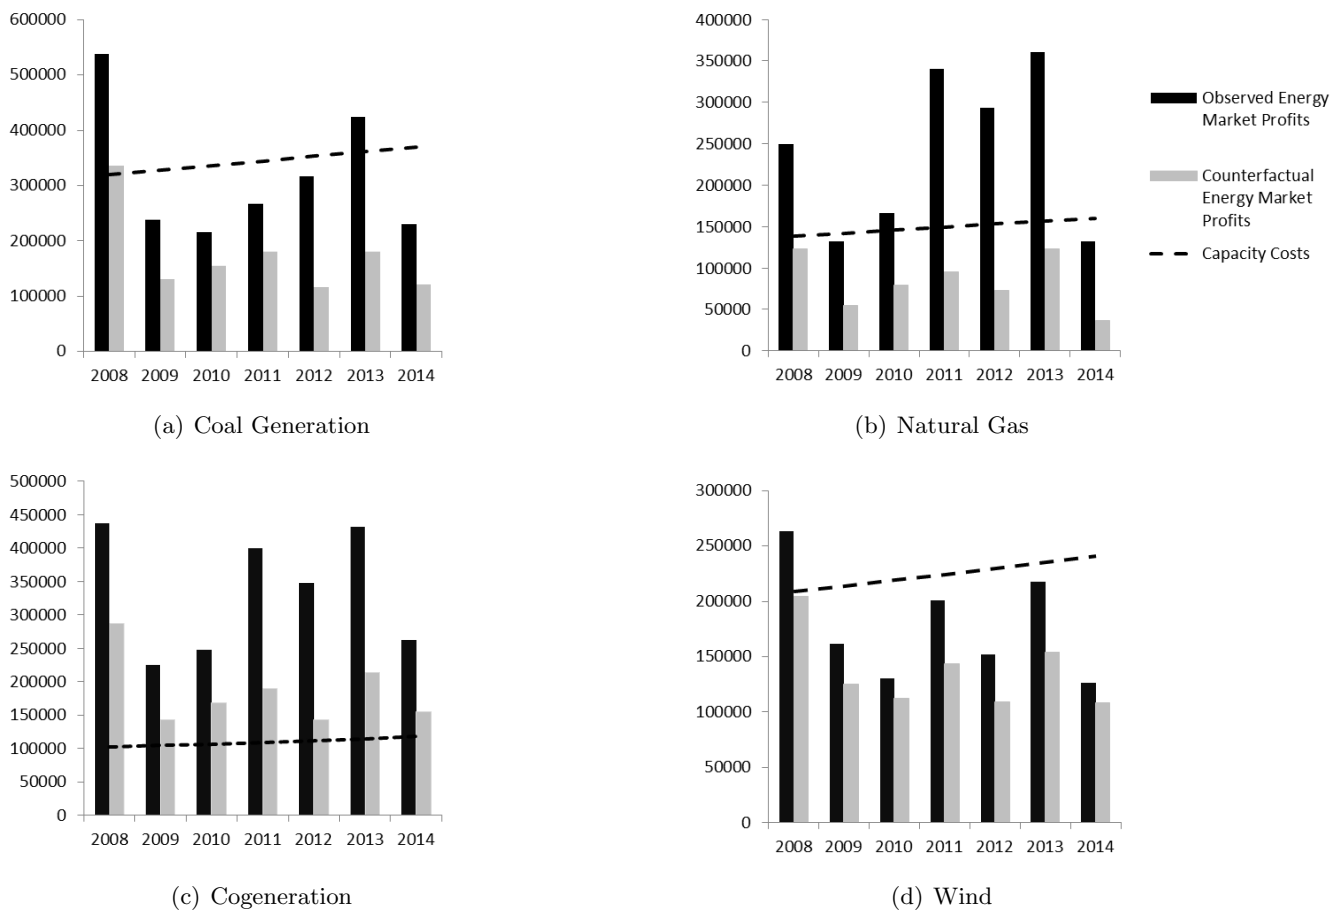 600000
500000
400000
300000
200000
100000
0
2008 2009 2010 2011 2012 2013 2014
(a) Coal Generation
400000
350000
300000
250000
200000
150000
100000
50000
0
2008 2009 2010 2011 2012 2013 2014
(b) Natural Gas
Observed Energy
Market Profits
Counterfactual
Energy Market
Profits
Capacity Costs
500000
450000
400000
350000
300000
250000
200000
150000
100000
50000
0
2008 2009 2010 2011 2012 2013 2014
(c) Cogeneration
300000
250000
200000
150000
100000
50000
0
2008 2009 2010 2011 2012 2013 2014
(d) Wind